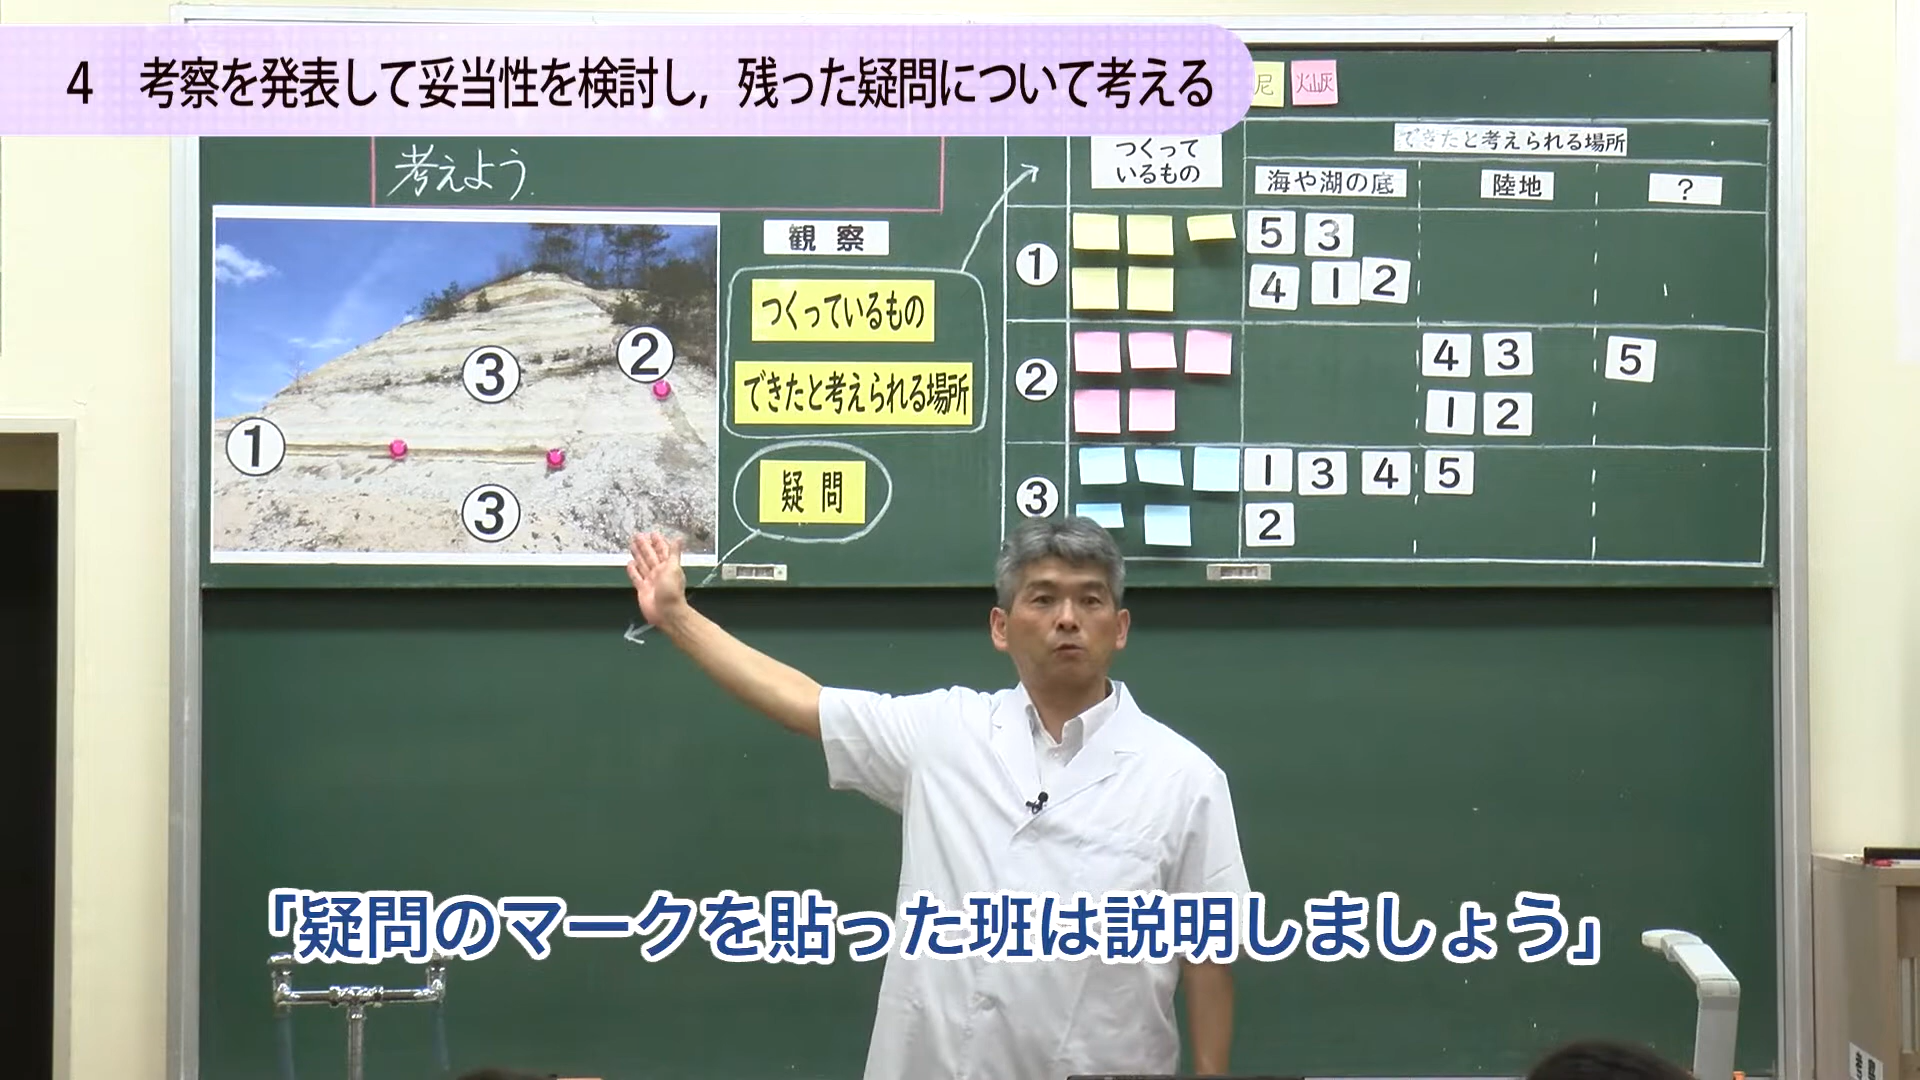 4 考察を発表して妥当性を検討し,残った疑問について考える
考えよう.
尼
火山灰
つくって
いるもの
できたと考えられる場所
海や湖の底
陸地
?
観察
つくっているもの
できたと考えられる場所
疑問
①
②
③
③
①
5 3
4 1 2
②
4 3
5
1 2
③
1 3 4 5
2
「疑問のマークを貼った班は説明しましょう」